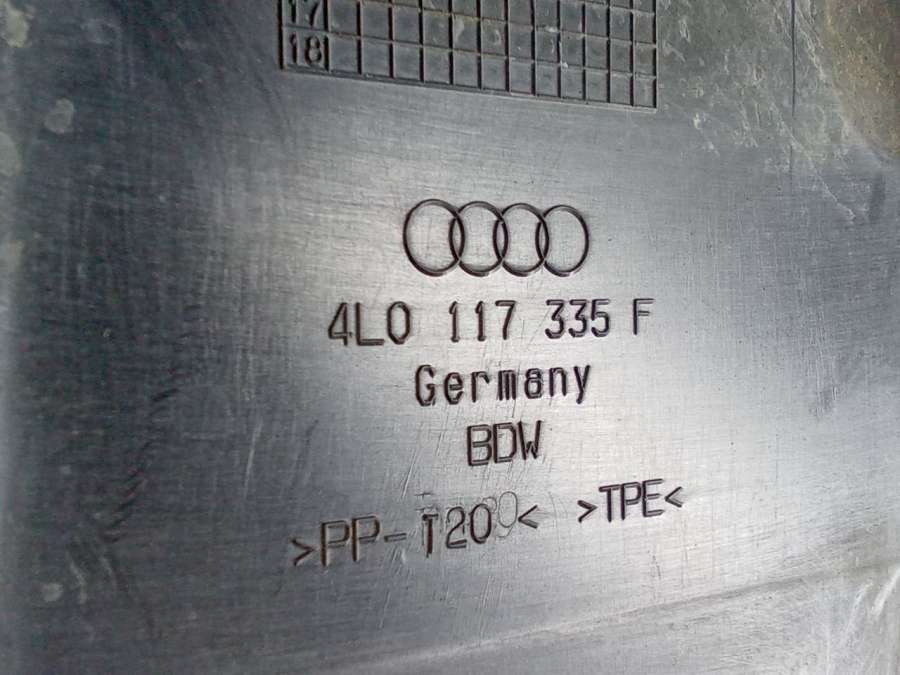 17
18
4L0 117 335 F
Germany
BDW
>PP-T20<  >TPE<